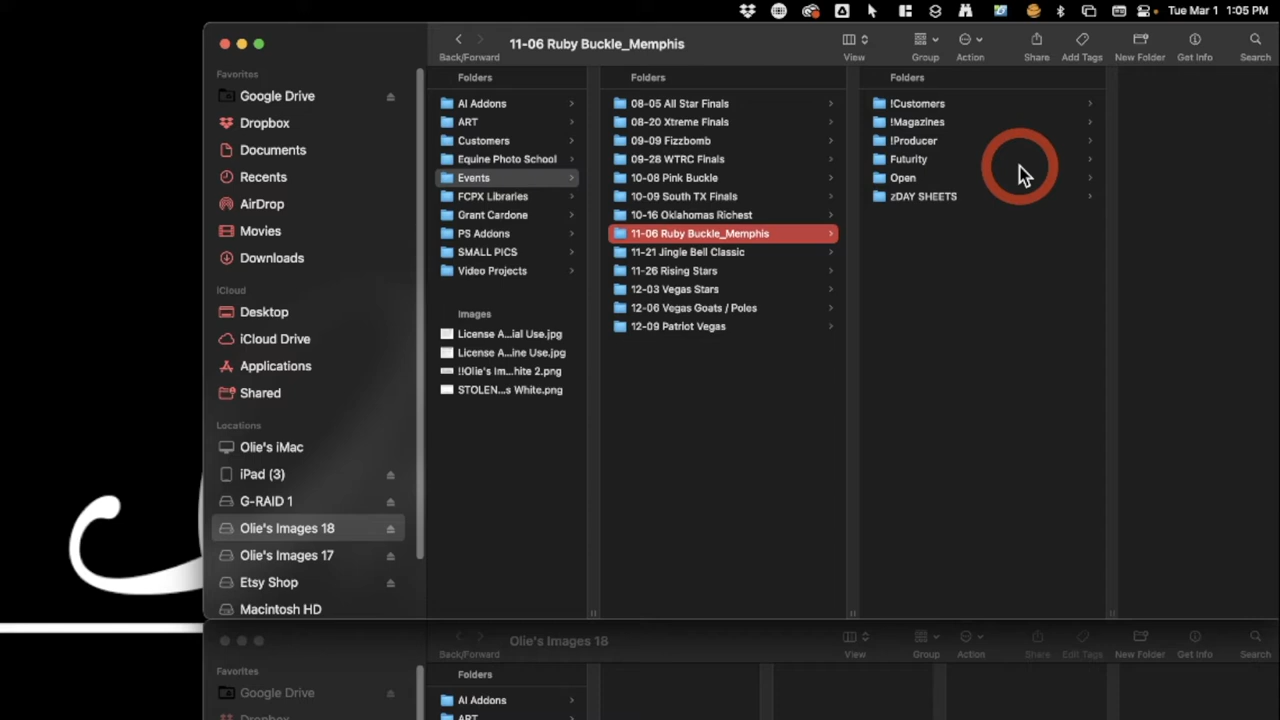 Tue Mar 1 1:05 PM
11-06 Ruby Buckle_Memphis
Back/Forward
View
Group
Action
Share
Add Tags
New Folder
Get Info
Search
Favorites
Google Drive
Dropbox
Documents
Recents
AirDrop
Movies
Downloads
iCloud
Desktop
iCloud Drive
Applications
Shared
Locations
Olie's iMac
iPad (3)
G-RAID 1
Olie's Images 18
Olie's Images 17
Etsy Shop
Macintosh HD
Folders
AI Addons
ART
Customers
Equine Photo School
Events
FCPX Libraries
Grant Cardone
PS Addons
SMALL PICS
Video Projects
Images
License A...ial Use.jpg
License A...ine Use.jpg
!!Olie's Im...hite 2.png
STOLEN...s White.png
Folders
08-05 All Star Finals
08-20 Xtreme Finals
09-09 Fizzbomb
09-28 WTRC Finals
10-08 Pink Buckle
10-09 South TX Finals
10-16 Oklahomas Richest
11-06 Ruby Buckle_Memphis
11-21 Jingle Bell Classic
11-26 Rising Stars
12-03 Vegas Stars
12-06 Vegas Goats / Poles
12-09 Patriot Vegas
Folders
!Customers
!Magazines
!Producer
Futurity
Open
zDAY SHEETS
Olie's Images 18
Back/Forward
View
Group
Action
Share
Edit Tags
New Folder
Get Info
Search
Favorites
Google Drive
Dropbox
Folders
AI Addons
ART